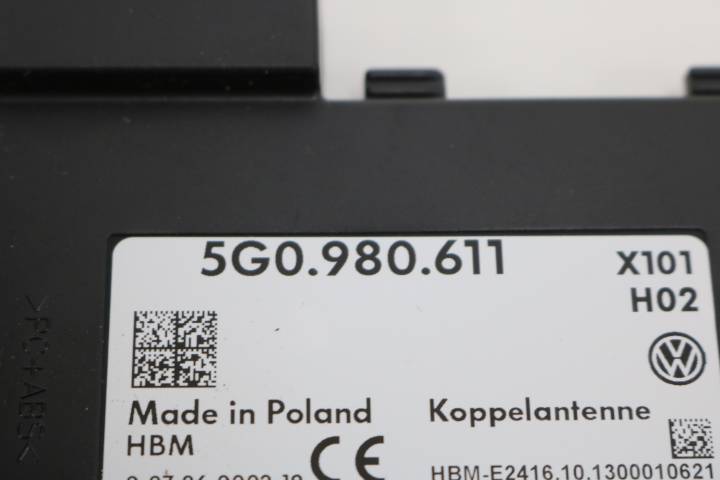 5G0.980.611
X101
H02
Made in Poland
Koppelantenne
HBM
CE
HBM-E2416.10.1300010621
>PC+ABS<